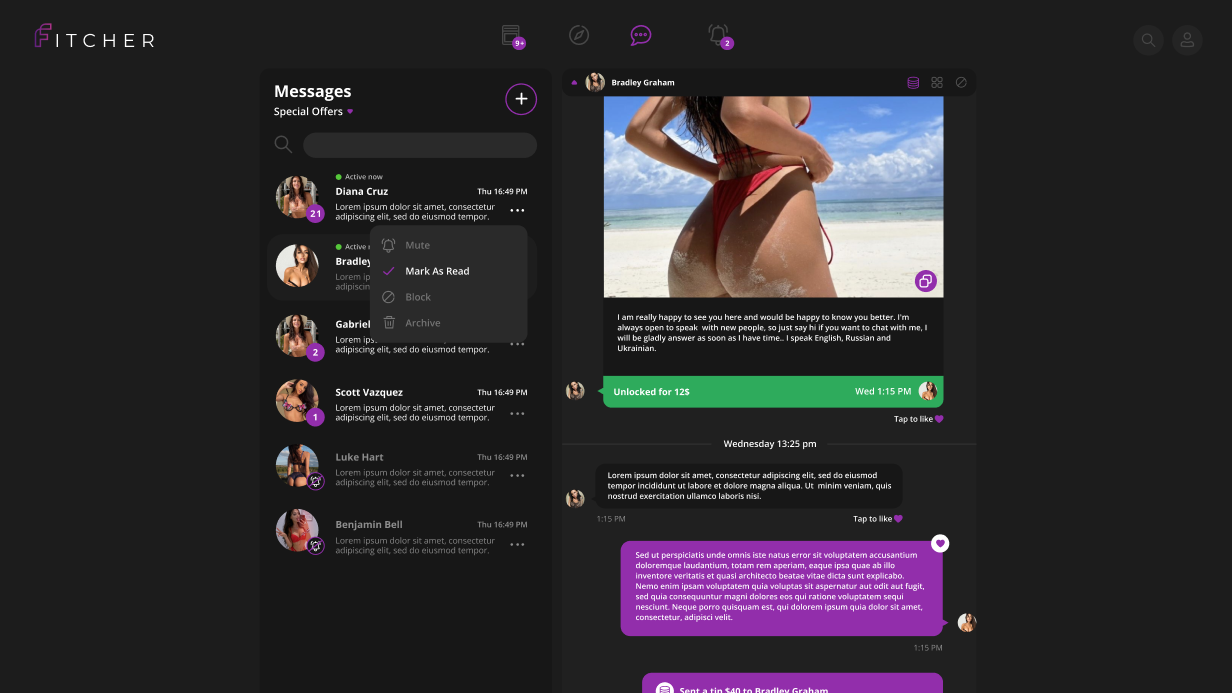 FITCHER
9+
2
Messages
Special Offers
Active now
Diana Cruz
Thu 16:49 PM
Lorem ipsum dolor sit amet, consectetur
adipiscing elit, sed do eiusmod tempor.
21
Active
Bradley
Lorem
adipiscing
Mute
Mark As Read
Block
Archive
Gabriel
Lorem
adipiscing elit, sed do eiusmod tempor.
2
Scott Vazquez
Thu 16:49 PM
Lorem ipsum dolor sit amet, consectetur
adipiscing elit, sed do eiusmod tempor.
1
Luke Hart
Thu 16:49 PM
Lorem ipsum dolor sit amet, consectetur
adipiscing elit, sed do eiusmod tempor.
Benjamin Bell
Thu 16:49 PM
Lorem ipsum dolor sit amet, consectetur
adipiscing elit, sed do eiusmod tempor.
Bradley Graham
I am really happy to see you here and would be happy to know you better. I'm
always open to speak with new people, so just say hi if you want to chat with me, I
will be gladly answer as soon as I have time.. I speak English, Russian and
Ukrainian.
Unlocked for 12$
Wed 1:15 PM
Tap to like
Wednesday 13:25 pm
Lorem ipsum dolor sit amet, consectetur adipiscing elit, sed do eiusmod
tempor incididunt ut labore et dolore magna aliqua. Ut minim veniam, quis
nostrud exercitation ullamco laboris nisi.
1:15 PM
Tap to like
Sed ut perspiciatis unde omnis iste natus error sit voluptatem accusantium
doloremque laudantium, totam rem aperiam, eaque ipsa quae ab illo
inventore veritatis et quasi architecto beatae vitae dicta sunt explicabo.
Nemo enim ipsam voluptatem quia voluptas sit aspernatur aut odit aut fugit,
sed quia consequuntur magni dolores eos qui ratione voluptatem sequi
nesciunt. Neque porro quisquam est, qui dolorem ipsum quia dolor sit amet,
consectetur, adipisci velit.
1:15 PM
Sent a tip $40 to Bradley Graham